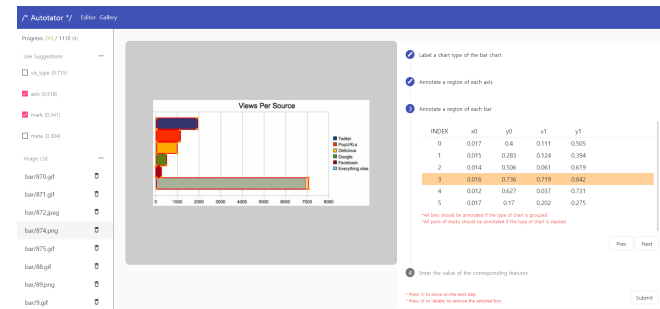 /* Autotator */ Editor Gallery
Progress: 245 / 1110 (4)
Use Suggestions
vis_type (0.715)
axis (0.518)
mark (0.341)
meta (0.304)
Image List
bar/870.gif
bar/871.gif
bar/872.jpeg
bar/874.png
bar/875.gif
bar/88.gif
bar/89.png
bar/9.gif
Views Per Source
Twitter
PopURLs
Delicious
Google
Facebook
Everything else
0 1000 2000 3000 4000 5000 6000 7000 8000
Label a chart type of the bar chart
Annotate a region of each axis
3 Annotate a region of each bar
INDEX x0 y0 x1 y1
0 0.017 0.4 0.111 0.505
1 0.015 0.283 0.124 0.394
2 0.014 0.506 0.061 0.619
3 0.016 0.736 0.719 0.842
4 0.012 0.627 0.037 0.731
5 0.017 0.17 0.202 0.275
*All bars should be annotated if the type of chart is grouped
*All parts of stacks should be annotated if the type of chart is stacked
Prev Next
4 Enter the value of the corresponding features
* Press 'n' to move on the next step
* Press 'd' or 'delete' to remove the selected box
Submit